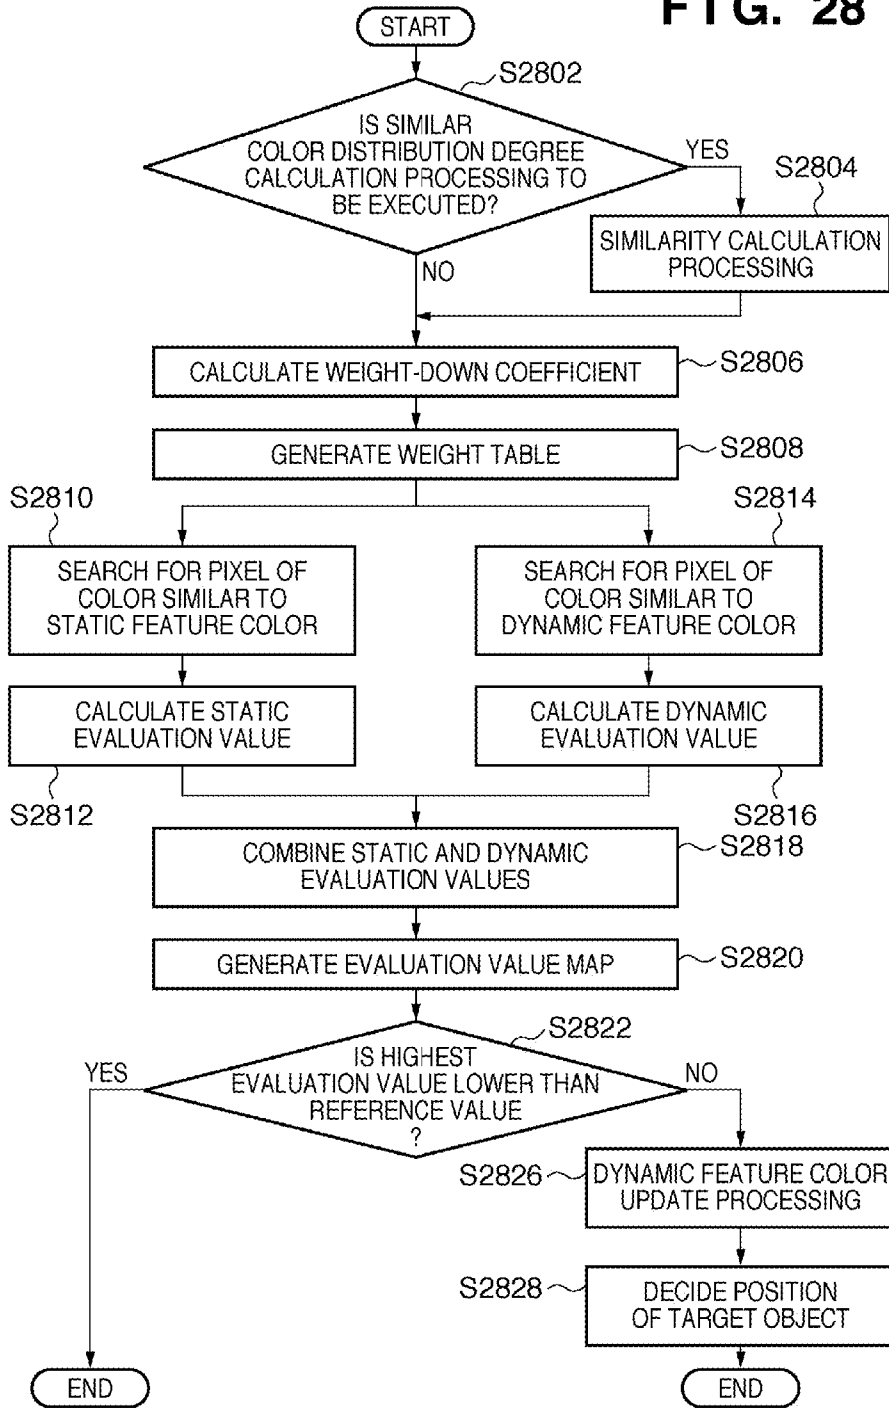 FIG. 28
START
S2802
IS SIMILAR
COLOR DISTRIBUTION DEGREE
CALCULATION PROCESSING TO
BE EXECUTED?
YES
S2804
SIMILARITY CALCULATION
PROCESSING
NO
CALCULATE WEIGHT-DOWN COEFFICIENT
S2806
GENERATE WEIGHT TABLE
S2808
S2810
S2814
SEARCH FOR PIXEL OF
COLOR SIMILAR TO
STATIC FEATURE COLOR
SEARCH FOR PIXEL OF
COLOR SIMILAR TO
DYNAMIC FEATURE COLOR
CALCULATE STATIC
EVALUATION VALUE
CALCULATE DYNAMIC
EVALUATION VALUE
S2812
S2816
COMBINE STATIC AND DYNAMIC
EVALUATION VALUES
S2818
GENERATE EVALUATION VALUE MAP
S2820
S2822
IS HIGHEST
EVALUATION VALUE LOWER THAN
REFERENCE VALUE
?
YES
NO
S2826
DYNAMIC FEATURE COLOR
UPDATE PROCESSING
S2828
DECIDE POSITION
OF TARGET OBJECT
END
END